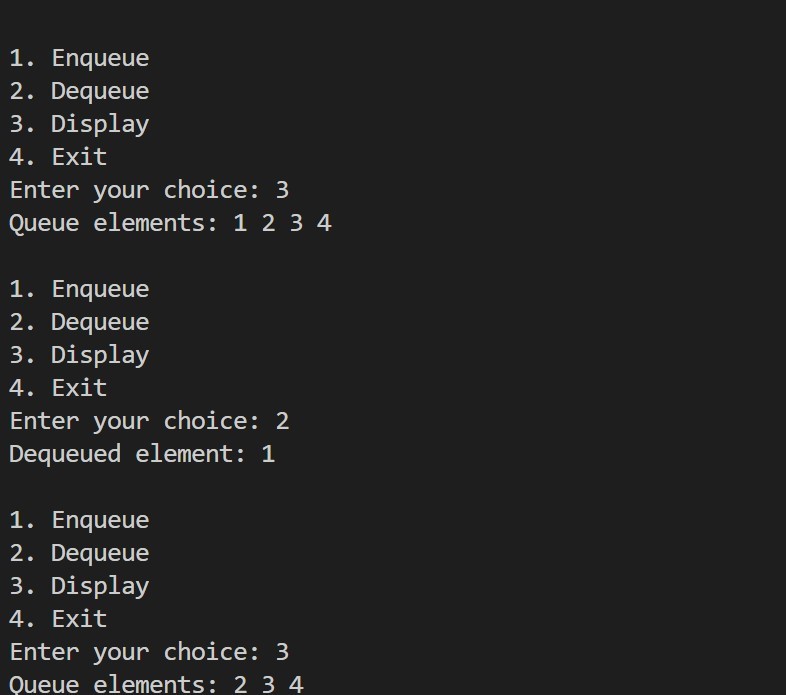 1. Enqueue
2. Dequeue
3. Display
4. Exit
Enter your choice: 3
Queue elements: 1 2 3 4
1. Enqueue
2. Dequeue
3. Display
4. Exit
Enter your choice: 2
Dequeued element: 1
1. Enqueue
2. Dequeue
3. Display
4. Exit
Enter your choice: 3
Queue elements: 2 3 4